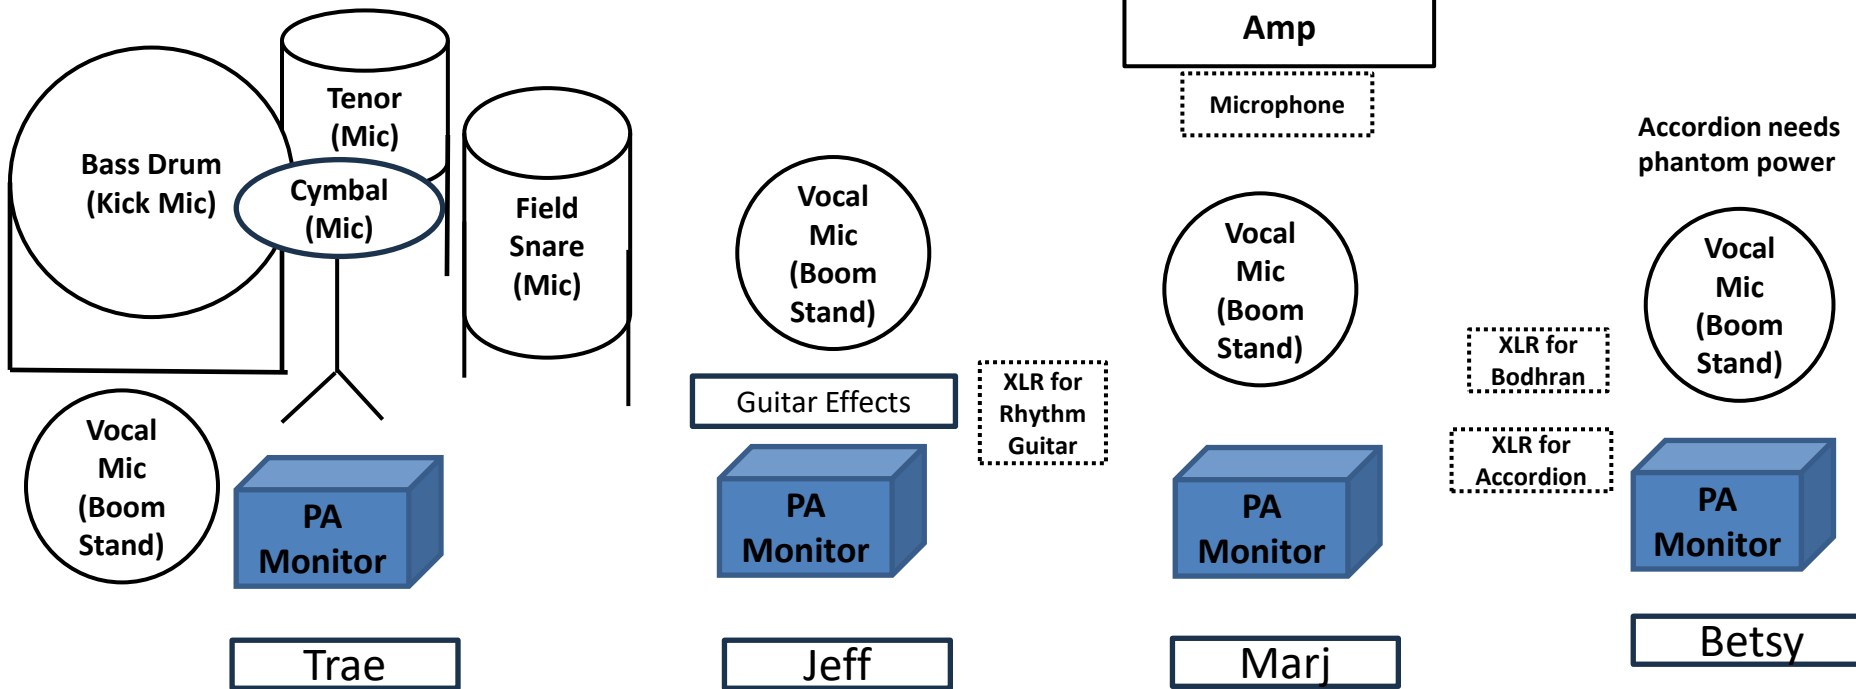 Amp
Microphone
Tenor
(Mic)
Bass Drum
(Kick Mic)
Cymbal
(Mic)
Field
Snare
(Mic)
Vocal
Mic
(Boom
Stand)
Vocal
Mic
(Boom
Stand)
Accordion needs
phantom power
Vocal
Mic
(Boom
Stand)
Vocal
Mic
(Boom
Stand)
Guitar Effects
XLR for
Rhythm
Guitar
XLR for
Bodhran
XLR for
Accordion
PA
Monitor
PA
Monitor
PA
Monitor
PA
Monitor
Trae
Jeff
Marj
Betsy